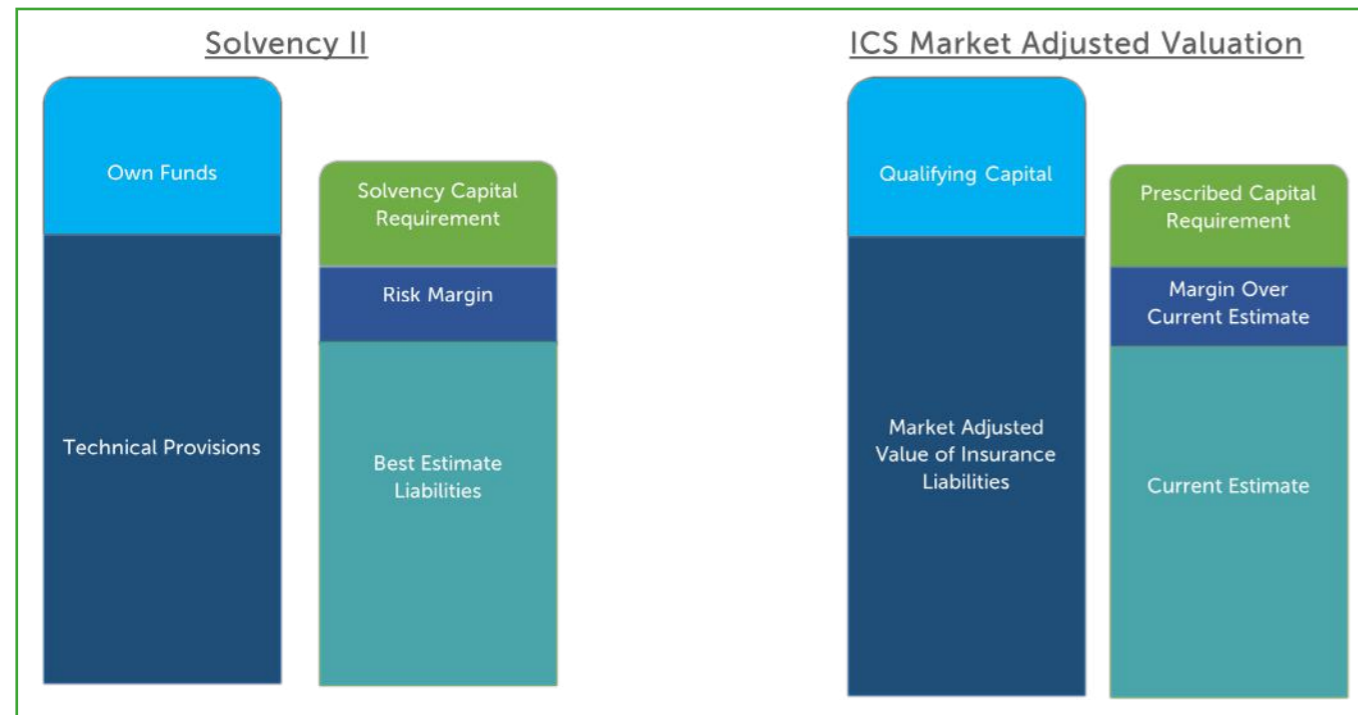 Solvency II
Own Funds
Technical Provisions
Solvency Capital
Requirement
Risk Margin
Best Estimate
Liabilities
ICS Market Adjusted Valuation
Qualifying Capital
Market Adjusted
Value of Insurance
Liabilities
Prescribed Capital
Requirement
Margin Over
Current Estimate
Current Estimate